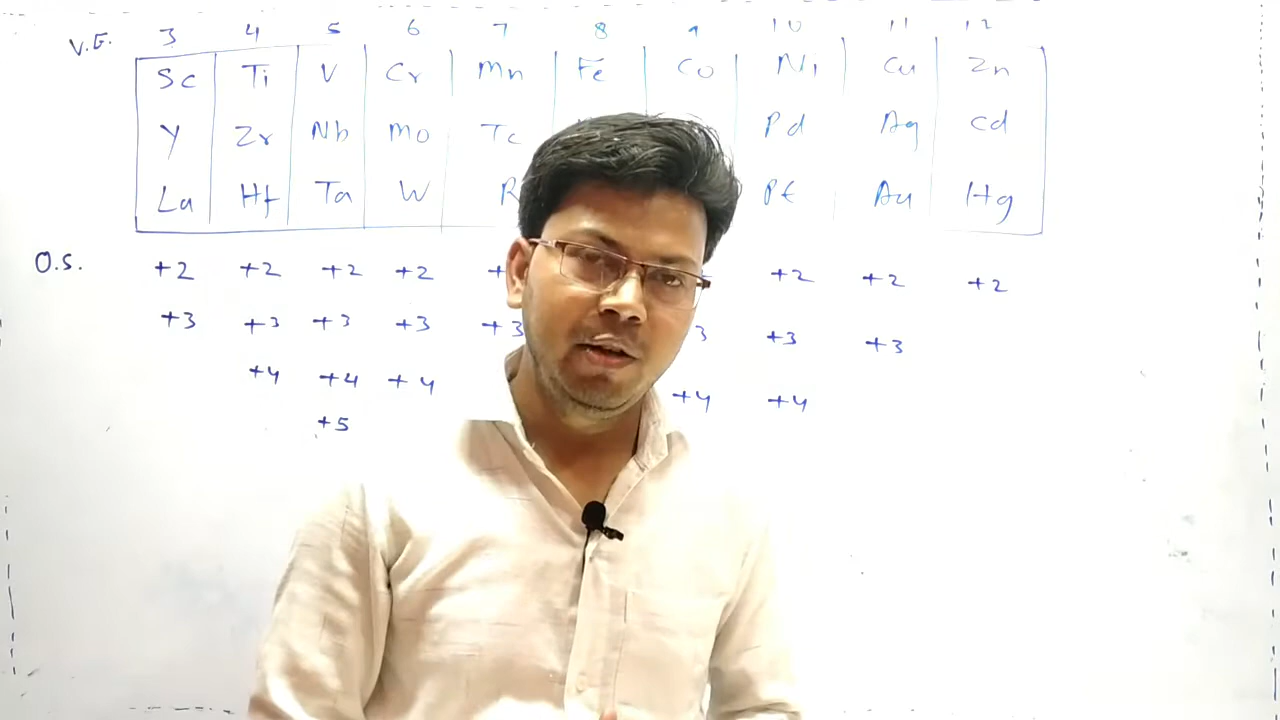 V.E. 3 4 5 6 7 8 9 10 11 12
Sc Ti V Cr Mn Fe Co Ni Cu Zn
Y Zr Nb Mo Tc Pd Ag Cd
La Hf Ta W R Pt Au Hg
O.S. +2 +2 +2 +2 + +2 +2 +2
+3 +3 +3 +3 +3 3 +3 +3
+4 +4 +4 +4 +4
+5